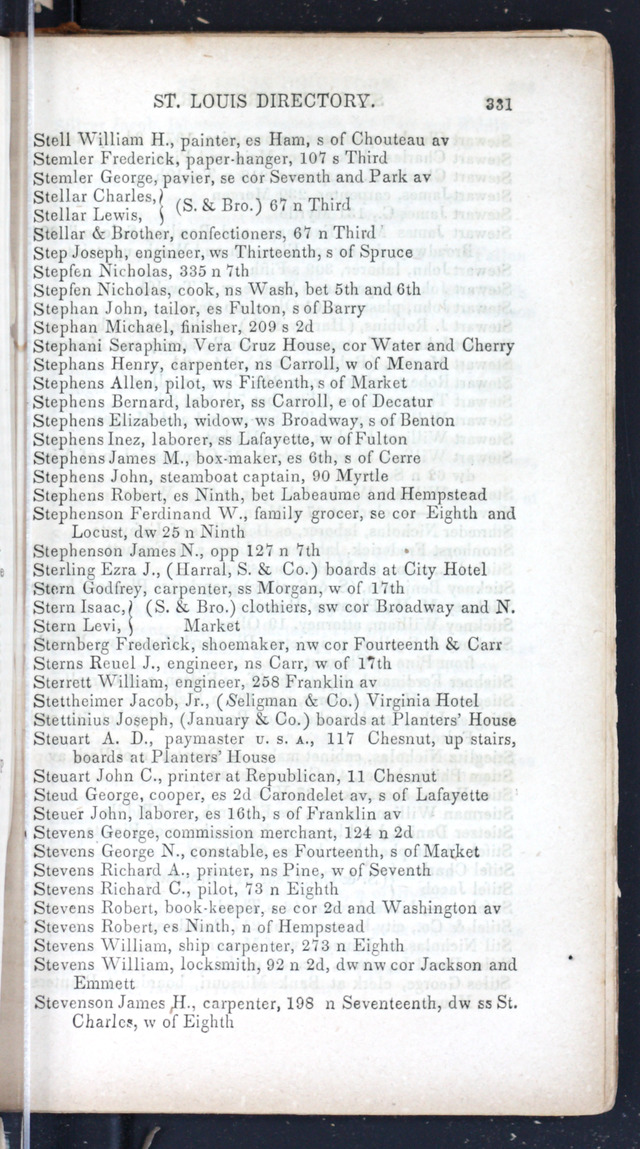 ST. LOUIS DIRECTORY. 331
Stell William H., painter, es Ham, s of Chouteau av
Stemler Frederick, paper-hanger, 107 s Third
Stemler George, pavier, se cor Seventh and Park av
Stellar Charles, }
Stellar Lewis, } (S. & Bro.) 67 n Third
Stellar & Brother, confectioners, 67 n Third
Step Joseph, engineer, ws Thirteenth, s of Spruce
Stepfen Nicholas, 335 n 7th
Stepfen Nicholas, cook, ns Wash, bet 5th and 6th
Stephan John, tailor, es Fulton, s of Barry
Stephan Michael, finisher, 209 s 2d
Stephani Seraphim, Vera Cruz House, cor Water and Cherry
Stephans Henry, carpenter, ns Carroll, w of Menard
Stephens Allen, pilot, ws Fifteenth, s of Market
Stephens Bernard, laborer, ss Carroll, e of Decatur
Stephens Elizabeth, widow, ws Broadway, s of Benton
Stephens Inez, laborer, ss Lafayette, w of Fulton
Stephens James M., box-maker, es 6th, s of Cerre
Stephens John, steamboat captain, 90 Myrtle
Stephens Robert, es Ninth, bet Labeaume and Hempstead
Stephenson Ferdinand W., family grocer, se cor Eighth and
Locust, dw 25 n Ninth
Stephenson James N., opp 127 n 7th
Sterling Ezra J., (Harral, S. & Co.) boards at City Hotel
Stern Godfrey, carpenter, ss Morgan, w of 17th
Stern Isaac, } (S. & Bro.) clothiers, sw cor Broadway and N.
Stern Levi, } Market
Sternberg Frederick, shoemaker, nw cor Fourteenth & Carr
Sterns Reuel J., engineer, ns Carr, w of 17th
Sterrett William, engineer, 258 Franklin av
Stettheimer Jacob, Jr., (Seligman & Co.) Virginia Hotel
Stettinius Joseph, (January & Co.) boards at Planters' House
Steuart A. D., paymaster U. S. A., 117 Chesnut, up stairs,
boards at Planters' House
Steuart John C., printer at Republican, 11 Chesnut
Steud George, cooper, es 2d Carondelet av, s of Lafayette
Steuer John, laborer, es 16th, s of Franklin av
Stevens George, commission merchant, 124 n 2d
Stevens George N., constable, es Fourteenth, s of Market
Stevens Richard A., printer, ns Pine, w of Seventh
Stevens Richard C., pilot, 73 n Eighth
Stevens Robert, book-keeper, se cor 2d and Washington av
Stevens Robert, es Ninth, n of Hempstead
Stevens William, ship carpenter, 273 n Eighth
Stevens William, locksmith, 92 n 2d, dw nw cor Jackson and
Emmett
Stevenson James H., carpenter, 198 n Seventeenth, dw ss St.
Charles, w of Eighth